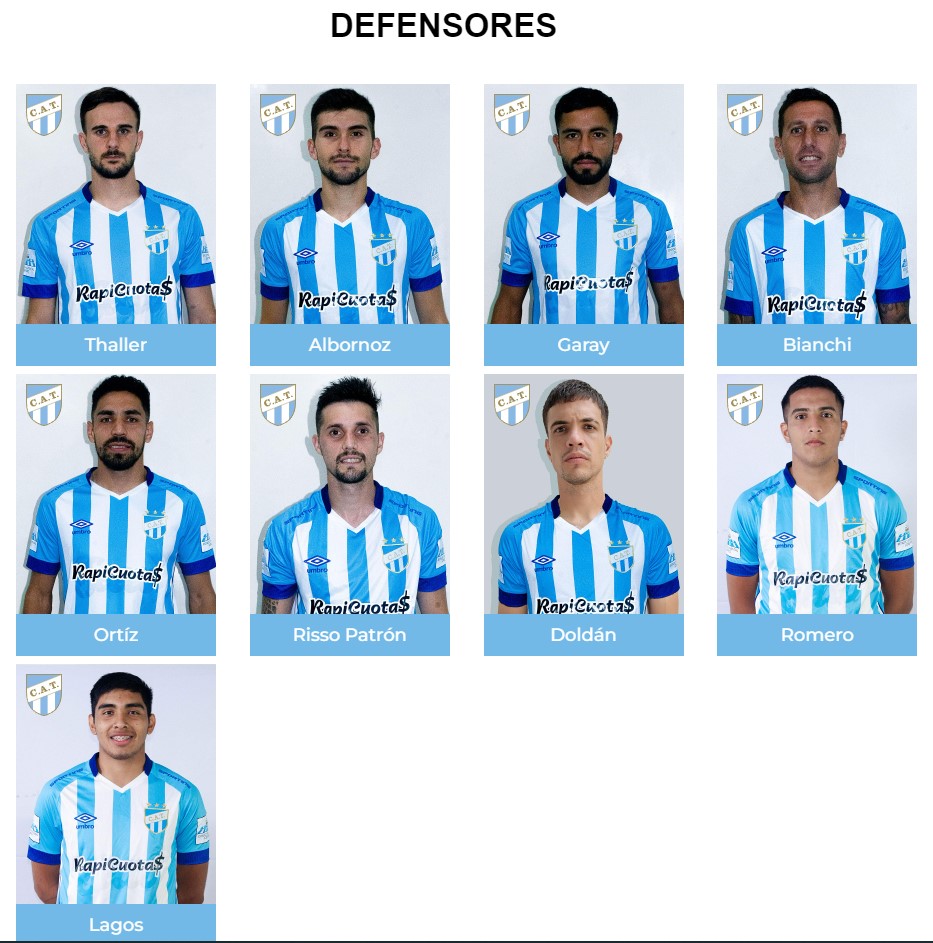 DEFENSORES
C.A.T.
umbro
C.A.T.
RapiCuota$
Thaller
C.A.T.
umbro
C.A.T.
RapiCuota$
Albornoz
C.A.T.
umbro
C.A.T.
RapiCuota$
Garay
C.A.T.
umbro
C.A.T.
RapiCuota$
Bianchi
C.A.T.
umbro
C.A.T.
RapiCuota$
Ortíz
C.A.T.
umbro
C.A.T.
RapiCuota$
Risso Patrón
C.A.T.
umbro
C.A.T.
RapiCuota$
Doldán
C.A.T.
umbro
C.A.T.
RapiCuota$
Romero
C.A.T.
umbro
C.A.T.
RapiCuota$
Lagos